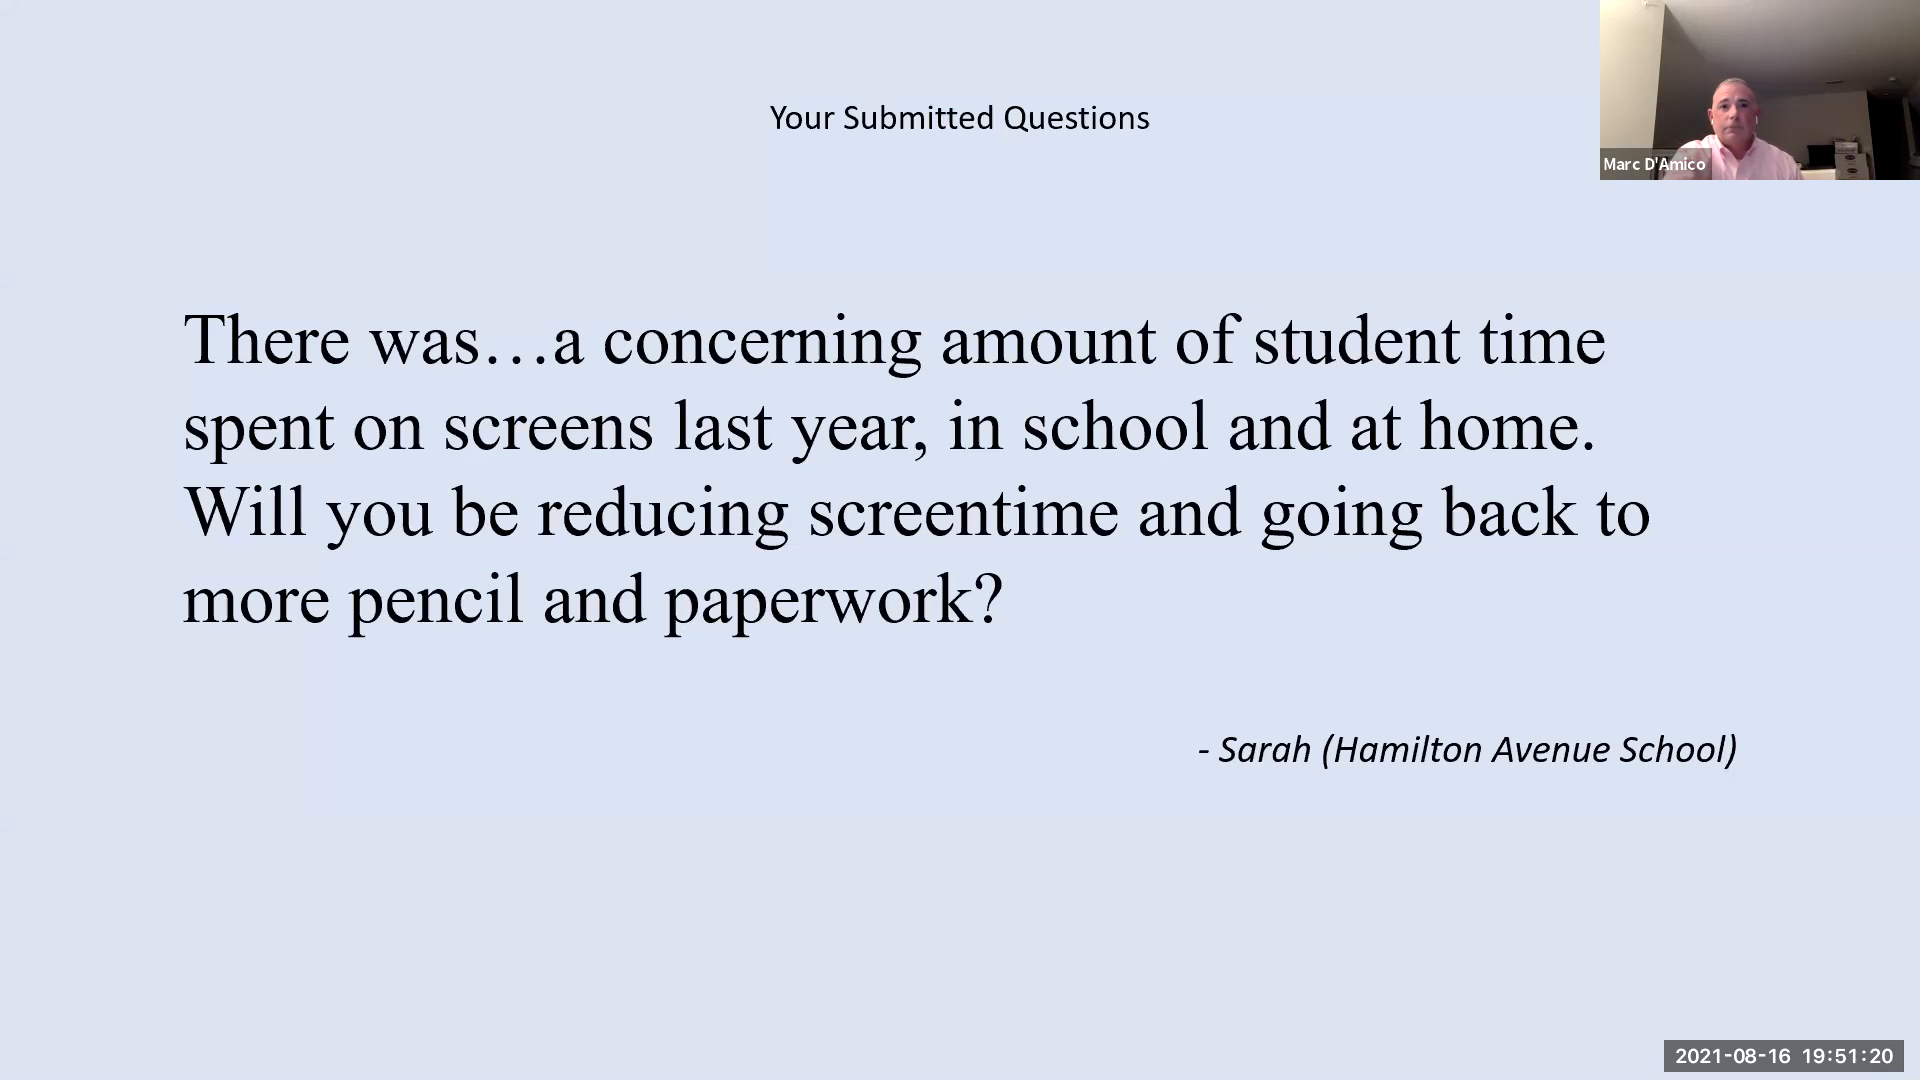 Your Submitted Questions
Marc D'Amico
There was…a concerning amount of student time
spent on screens last year, in school and at home.
Will you be reducing screentime and going back to
more pencil and paperwork?
- Sarah (Hamilton Avenue School)
2021-08-16 19:51:20